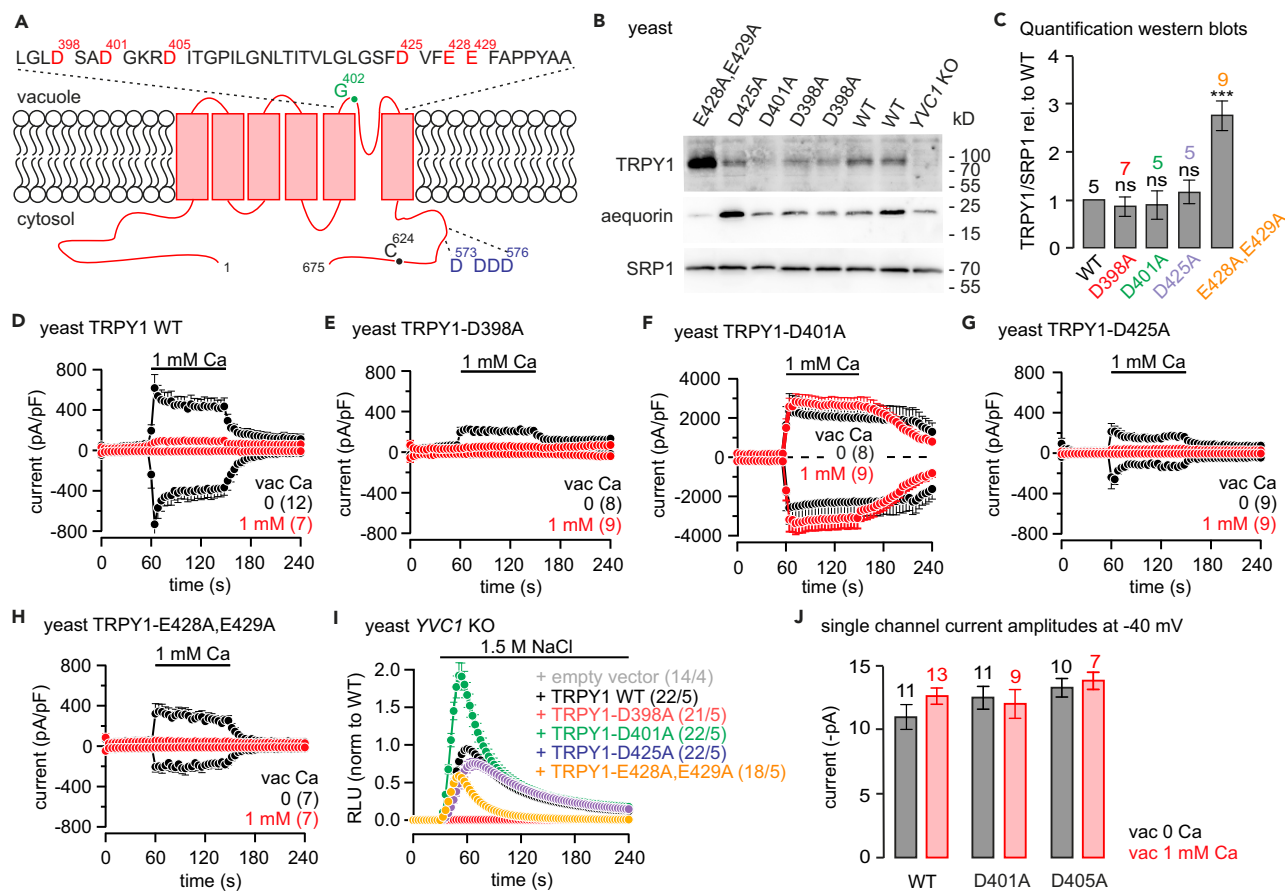 A
398 401 405 425 428 429
LGLD SAD GKRD ITGPILGNLTITVLGLGSFD VFE E FAPPYAA
402
G
vacuole
cytosol
1
675
C
624
573 576
D DDD
B
yeast
E428A,E429A
D425A
D401A
D398A
D398A
WT
WT
YVC1 KO
kD
TRPY1
- 100
- 70
- 55
aequorin
- 25
- 15
SRP1
- 70
55
C
Quantification western blots
TRPY1/SRP1 rel. to WT
4
3
2
1
0
5
7
ns
5
ns
5
ns
9
***
WT
D398A
D401A
D425A
E428A,E429A
D
yeast TRPY1 WT
1 mM Ca
current (pA/pF)
800
400
0
-400
-800
vac Ca
0 (12)
1 mM (7)
0 60 120 180 240
time (s)
E
yeast TRPY1-D398A
1 mM Ca
current (pA/pF)
800
400
0
-400
-800
vac Ca
0 (8)
1 mM (9)
0 60 120 180 240
time (s)
F
yeast TRPY1-D401A
1 mM Ca
current (pA/pF)
4000
2000
0
-2000
-4000
vac Ca
0 (8)
1 mM (9)
0 60 120 180 240
time (s)
G
yeast TRPY1-D425A
1 mM Ca
current (pA/pF)
800
400
0
-400
-800
vac Ca
0 (9)
1 mM (9)
0 60 120 180 240
time (s)
H
yeast TRPY1-E428A,E429A
1 mM Ca
current (pA/pF)
800
400
0
-400
-800
vac Ca
0 (7)
1 mM (7)
0 60 120 180 240
time (s)
I
yeast YVC1 KO
1.5 M NaCl
RLU (norm to WT)
2.0
1.5
1.0
0.5
0.0
+ empty vector (14/4)
+ TRPY1 WT (22/5)
+ TRPY1-D398A (21/5)
+ TRPY1-D401A (22/5)
+ TRPY1-D425A (22/5)
+ TRPY1-E428A,E429A (18/5)
0 60 120 180 240
time (s)
J
single channel current amplitudes at -40 mV
current (-pA)
15
10
5
0
11 13 11 9 10 7
vac 0 Ca
vac 1 mM Ca
WT D401A D405A